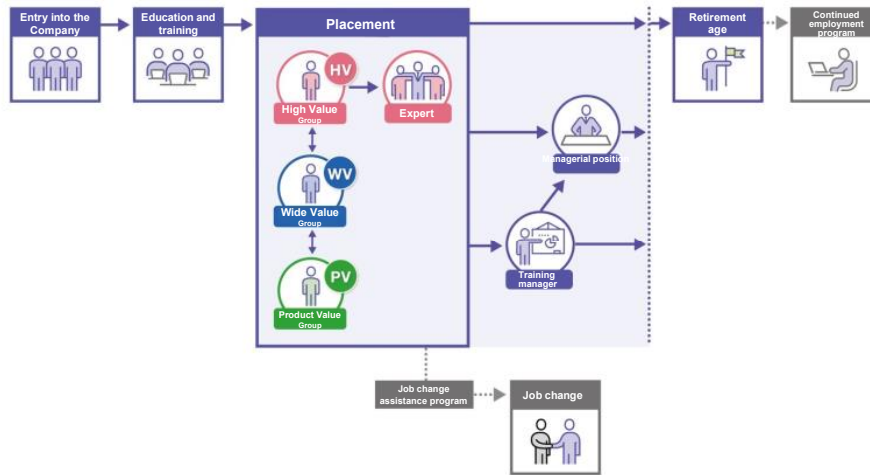 Entry into the
Company
Education and
training
Placement
Retirement
age
Continued
employment
program
HV
High Value
Group
Expert
Managerial position
WV
Wide Value
Group
Training
manager
PV
Product Value
Group
Job change
assistance program
Job change